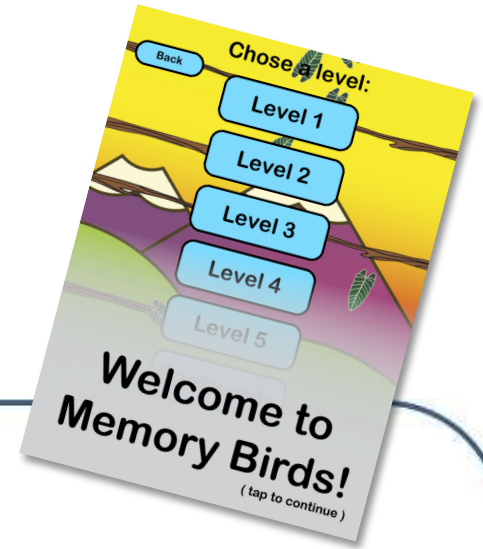 Back
Chose a level:
Level 1
Level 2
Level 3
Level 4
Level 5
Welcome to
Memory Birds!
( tap to continue )